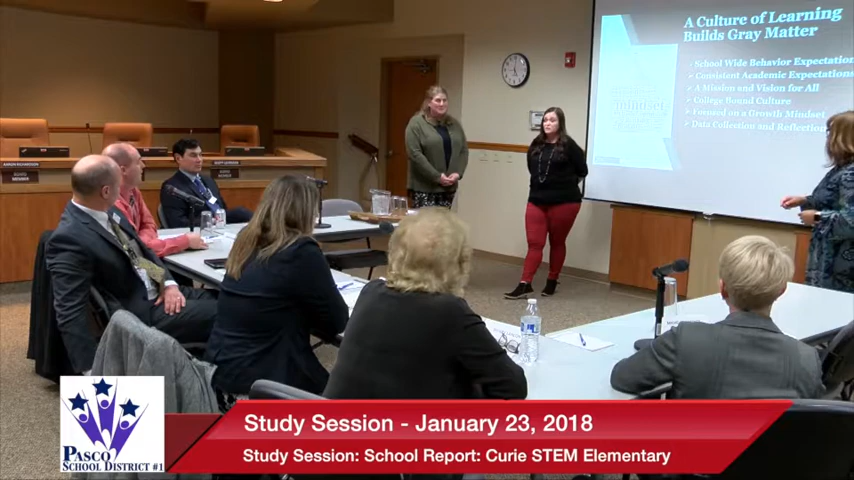 A Culture of Learning
Builds Gray Matter
School Wide Behavior Expectations
Consistent Academic Expectations
A Mission and Vision for All
College Bound Culture
Focused on a Growth Mindset
Data Collection and Reflection
Study Session - January 23, 2018
Study Session: School Report: Curie STEM Elementary
PASCO
SCHOOL DISTRICT #1